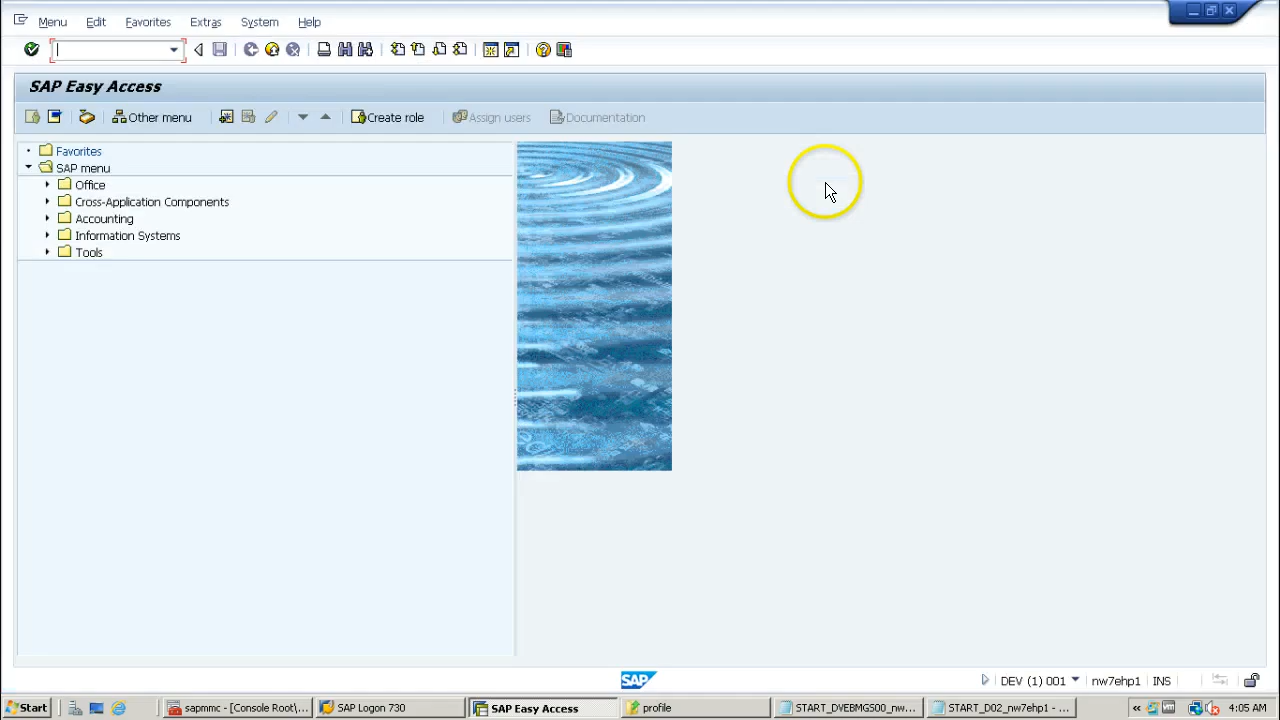 Menu Edit Favorites Extras System Help
SAP Easy Access
Other menu Create role Assign users Documentation
Favorites
SAP menu
Office
Cross-Application Components
Accounting
Information Systems
Tools
SAP
DEV (1) 001 nw7ehp1 INS
Start sapmmc - [Console Root\... SAP Logon 730 SAP Easy Access profile START_DVEBMGS00_nw... START_D02_nw7ehp1 - ... « 4:05 AM